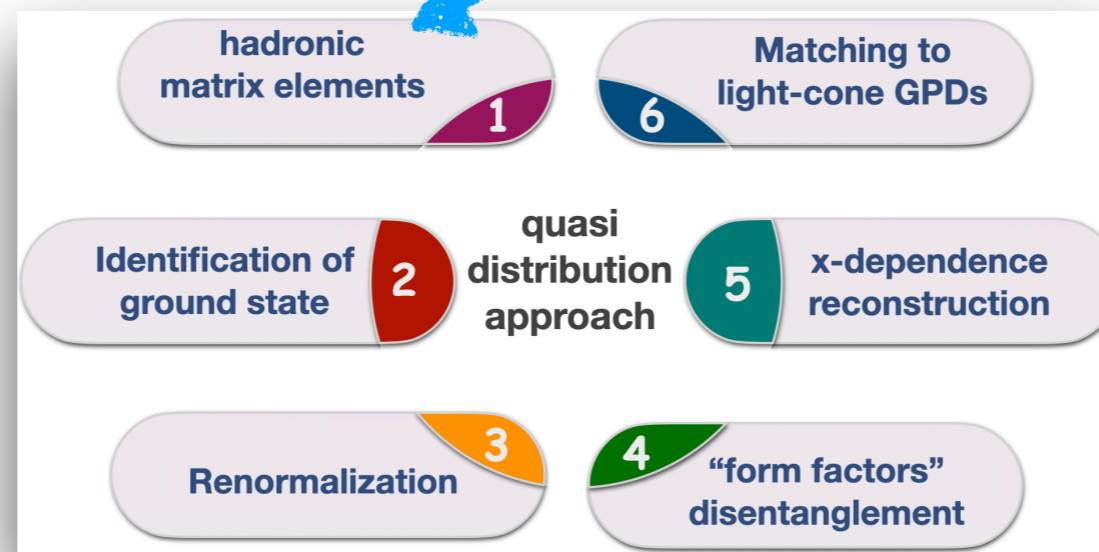 hadronic
matrix elements
1
Identification of
ground state
2
Renormalization
3
quasi
distribution
approach
4
“form factors”
disentanglement
5
x-dependence
reconstruction
6
Matching to
light-cone GPDs